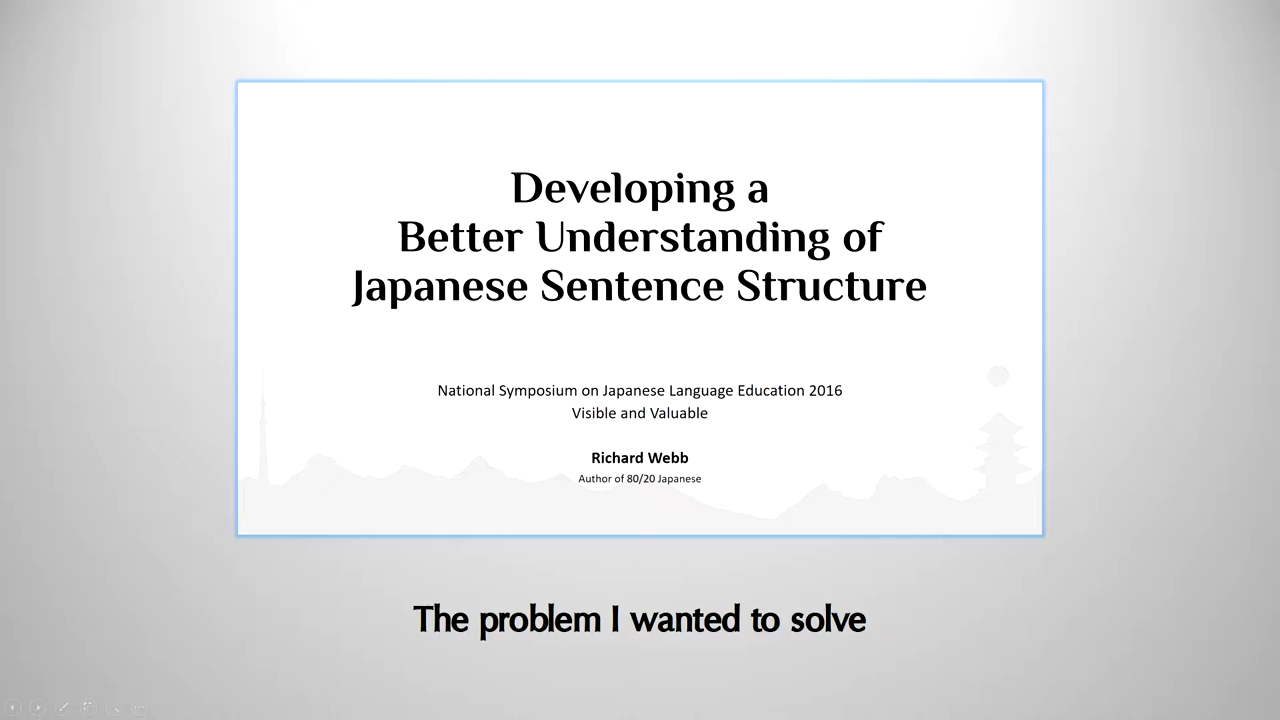 Developing a
Better Understanding of
Japanese Sentence Structure
National Symposium on Japanese Language Education 2016
Visible and Valuable
Richard Webb
Author of 80/20 Japanese
The problem I wanted to solve